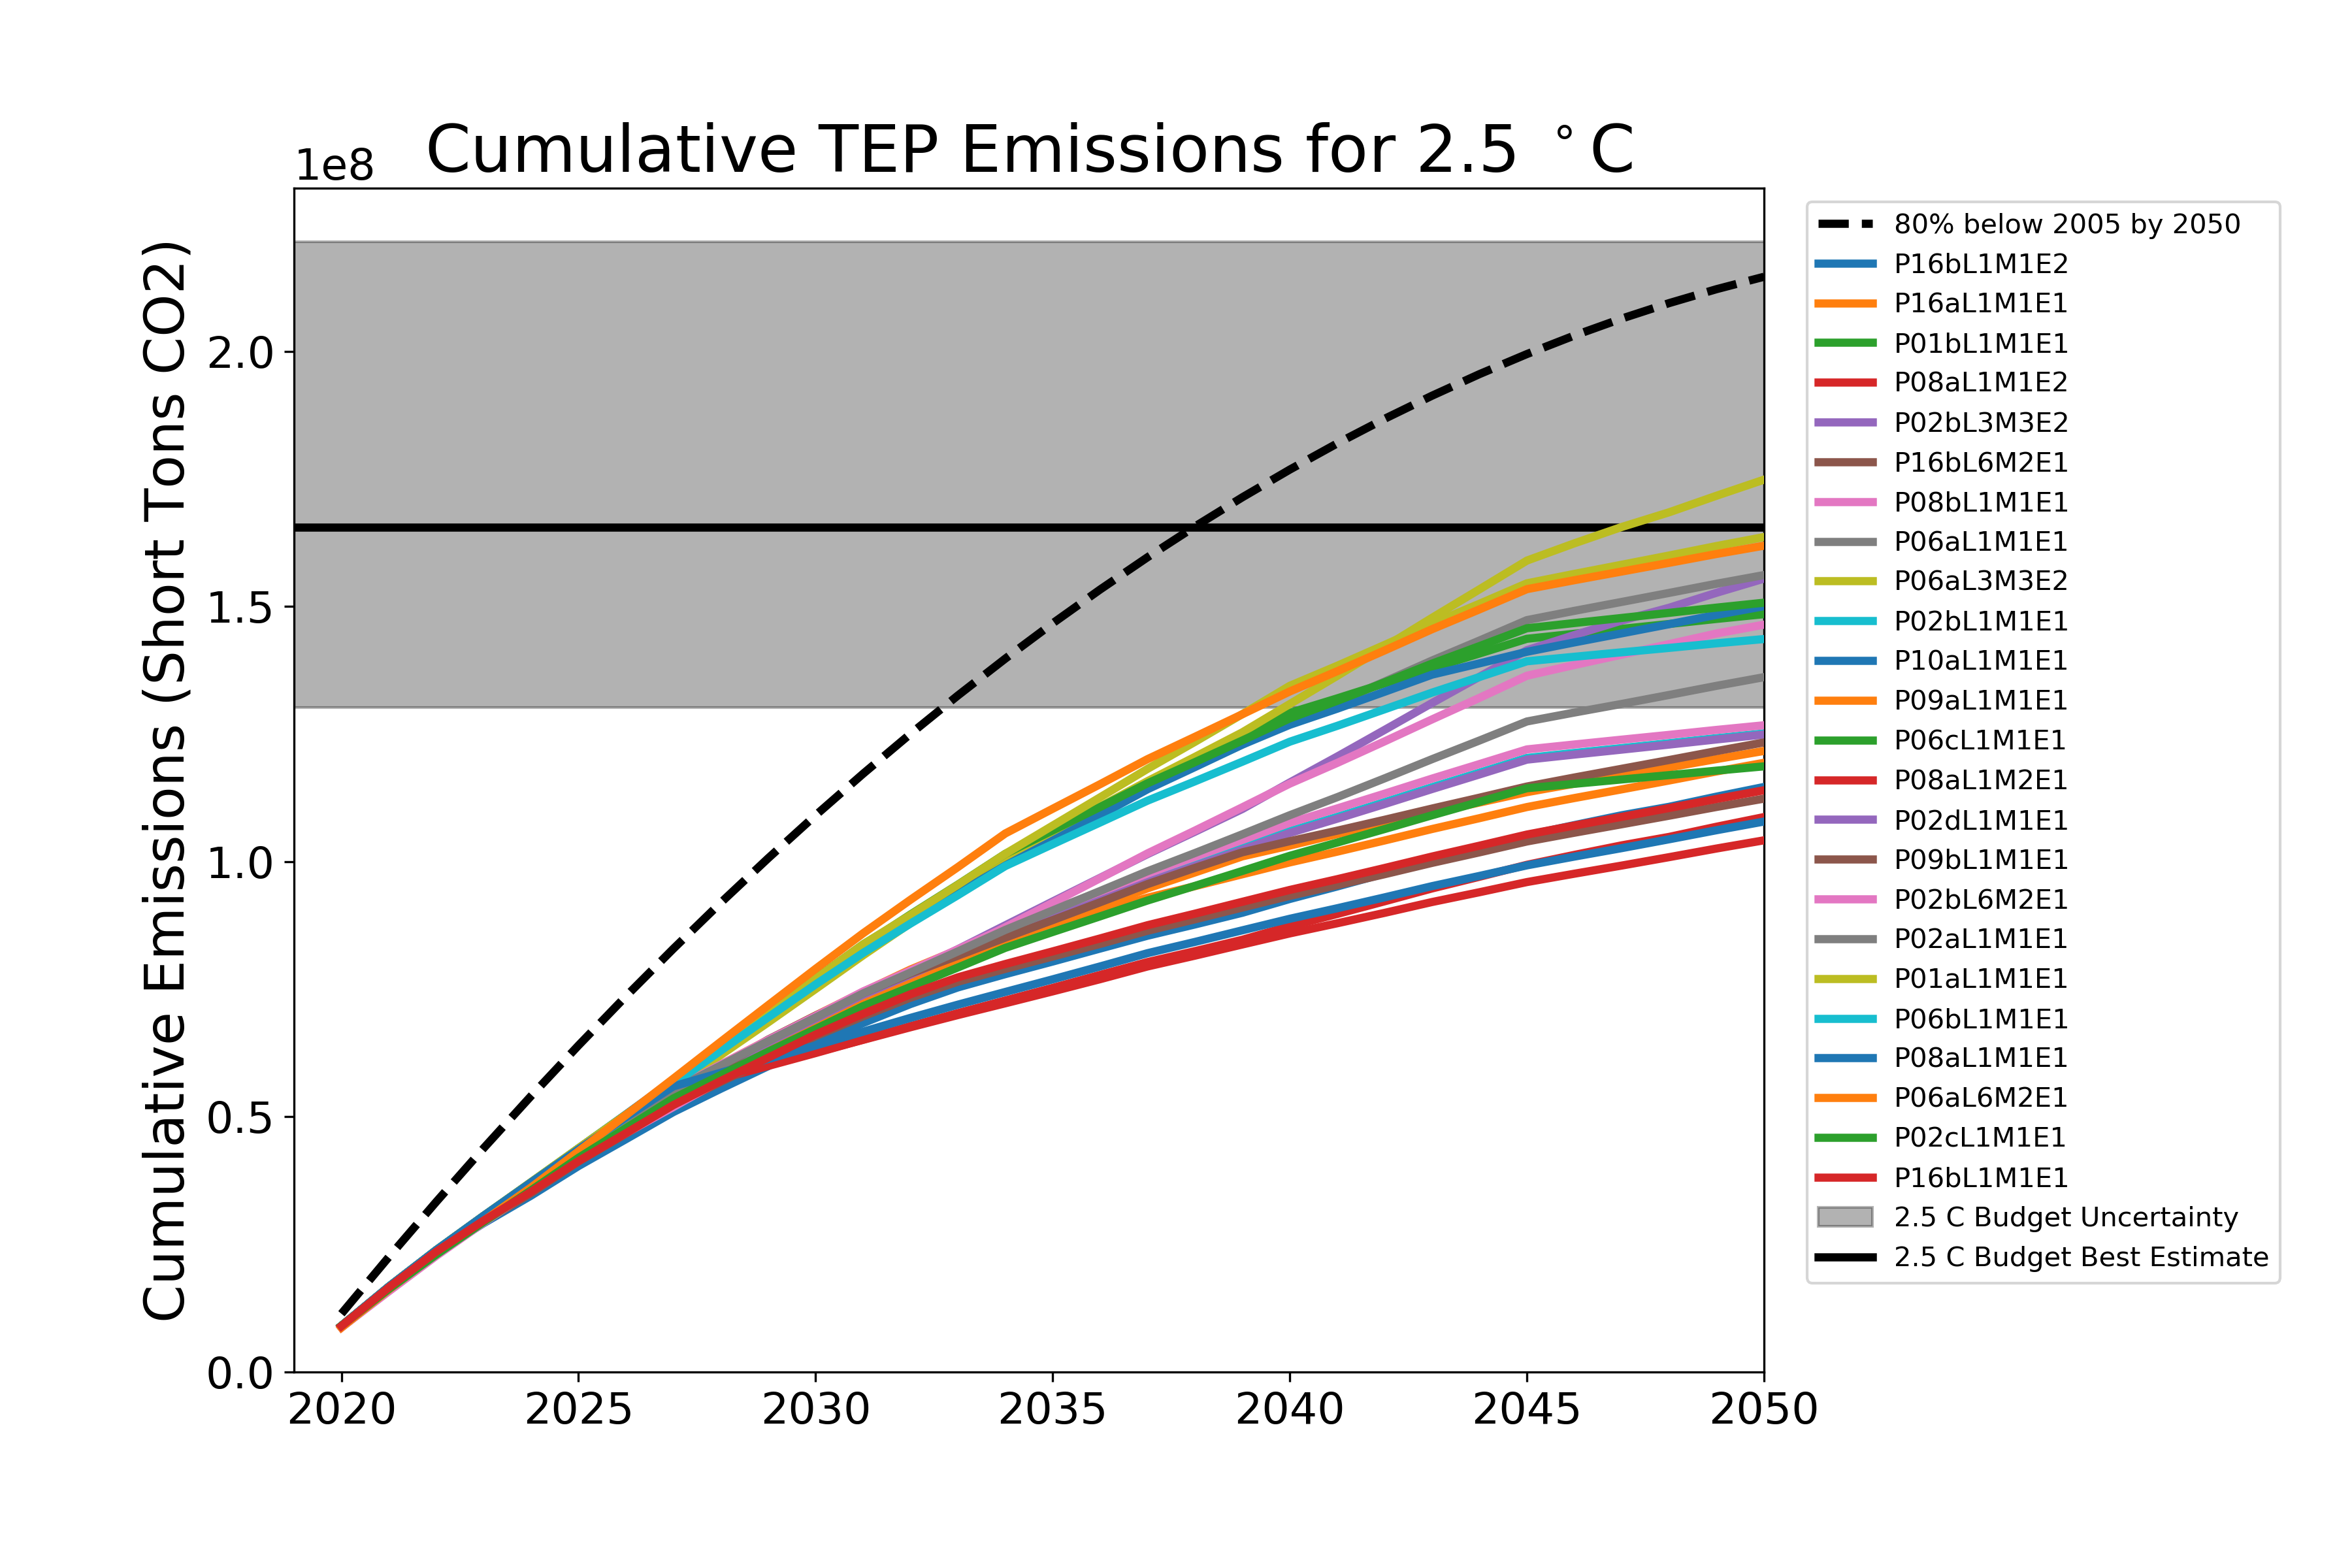 Cumulative TEP Emissions for 2.5 °C
1e8
Cumulative Emissions (Short Tons CO2)
2.0
1.5
1.0
0.5
0.0
2020 2025 2030 2035 2040 2045 2050
80% below 2005 by 2050
P16bL1M1E2
P16aL1M1E1
P01bL1M1E1
P08aL1M1E2
P02bL3M3E2
P16bL6M2E1
P08bL1M1E1
P06aL1M1E1
P06aL3M3E2
P02bL1M1E1
P10aL1M1E1
P09aL1M1E1
P06cL1M1E1
P08aL1M2E1
P02dL1M1E1
P09bL1M1E1
P02bL6M2E1
P02aL1M1E1
P01aL1M1E1
P06bL1M1E1
P08aL1M1E1
P06aL6M2E1
P02cL1M1E1
P16bL1M1E1
2.5 C Budget Uncertainty
2.5 C Budget Best Estimate